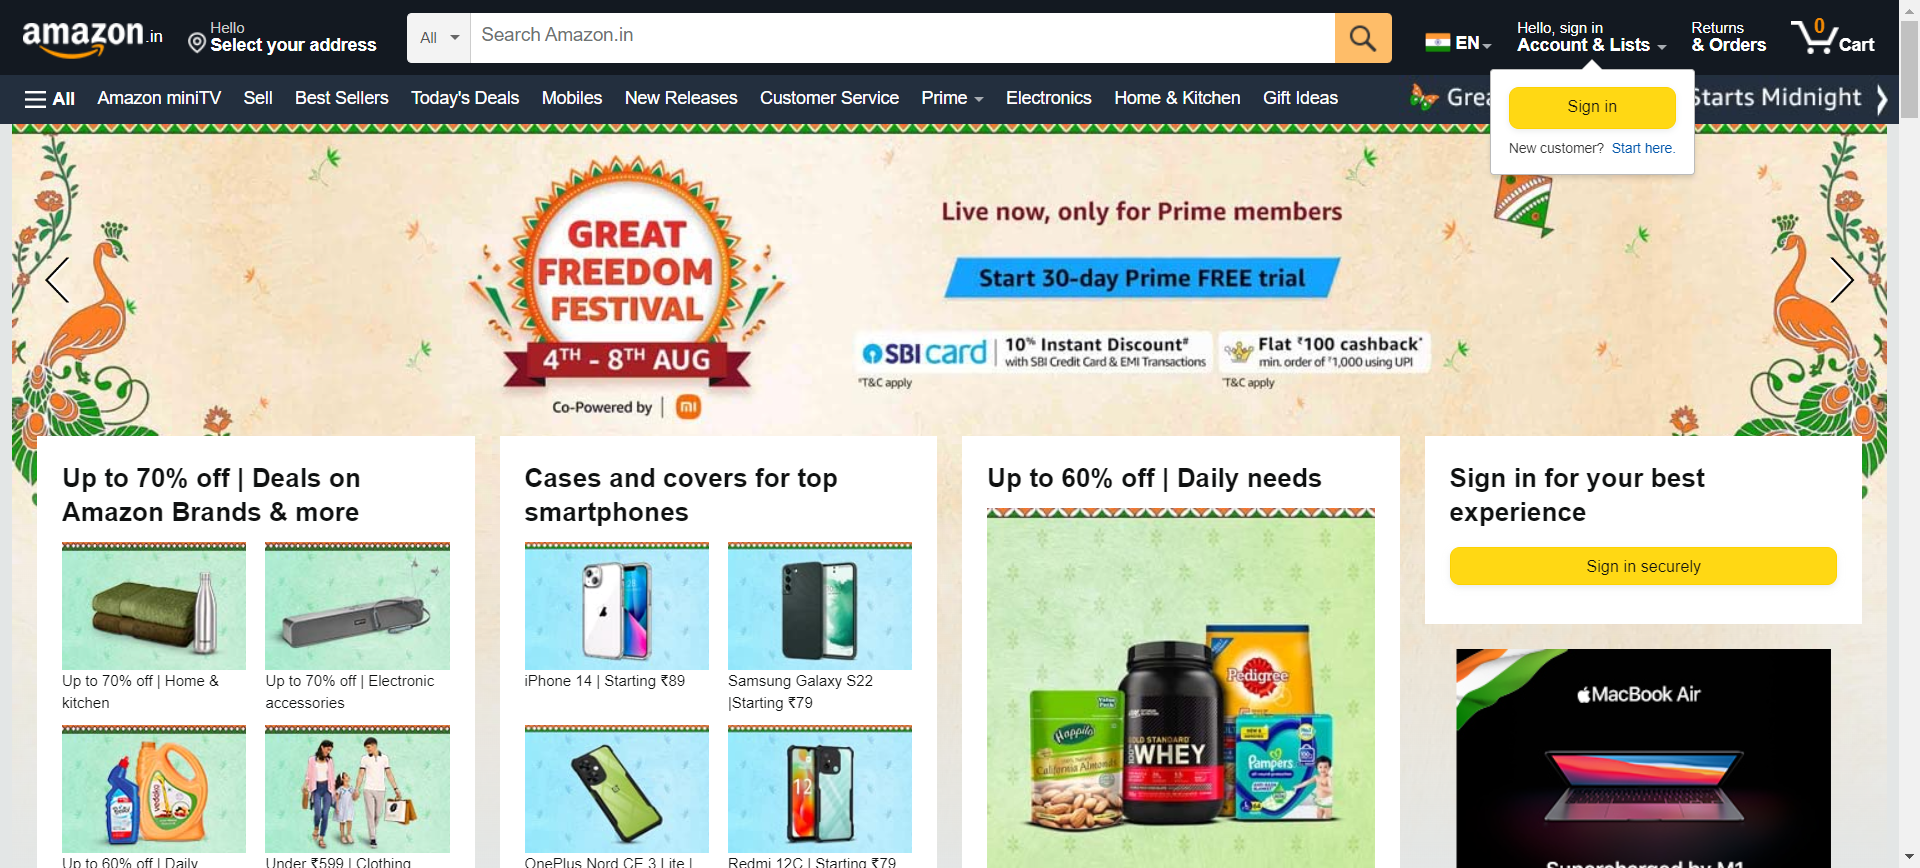 amazon.in
Hello
Select your address
All
Search Amazon.in
EN
Hello, sign in
Account & Lists
Returns
& Orders
0
Cart
All
Amazon miniTV
Sell
Best Sellers
Today's Deals
Mobiles
New Releases
Customer Service
Prime
Electronics
Home & Kitchen
Gift Ideas
Starts Midnight
Sign in
New customer? Start here.
GREAT
FREEDOM
FESTIVAL
4TH - 8TH AUG
Co-Powered by
mi
Live now, only for Prime members
Start 30-day Prime FREE trial
SBI card
10% Instant Discount#
with SBI Credit Card & EMI Transactions
#T&C apply
Flat ₹100 cashback*
min. order of ₹1,000 using UPI
*T&C apply
Up to 70% off | Deals on
Amazon Brands & more
Up to 70% off | Home &
kitchen
Up to 70% off | Electronic
accessories
Up to 60% off | Daily
Under ₹599 | Clothing
Cases and covers for top
smartphones
iPhone 14 | Starting ₹89
Samsung Galaxy S22
|Starting ₹79
12
OnePlus Nord CE 3 Lite |
Redmi 12C | Starting ₹79
Up to 60% off | Daily needs
Value
Pack
Happilo
California Almonds
GOLD STANDARD
100%
WHEY
Pedigree
Pampers
Sign in for your best
experience
Sign in securely
MacBook Air
Supercharged by M1